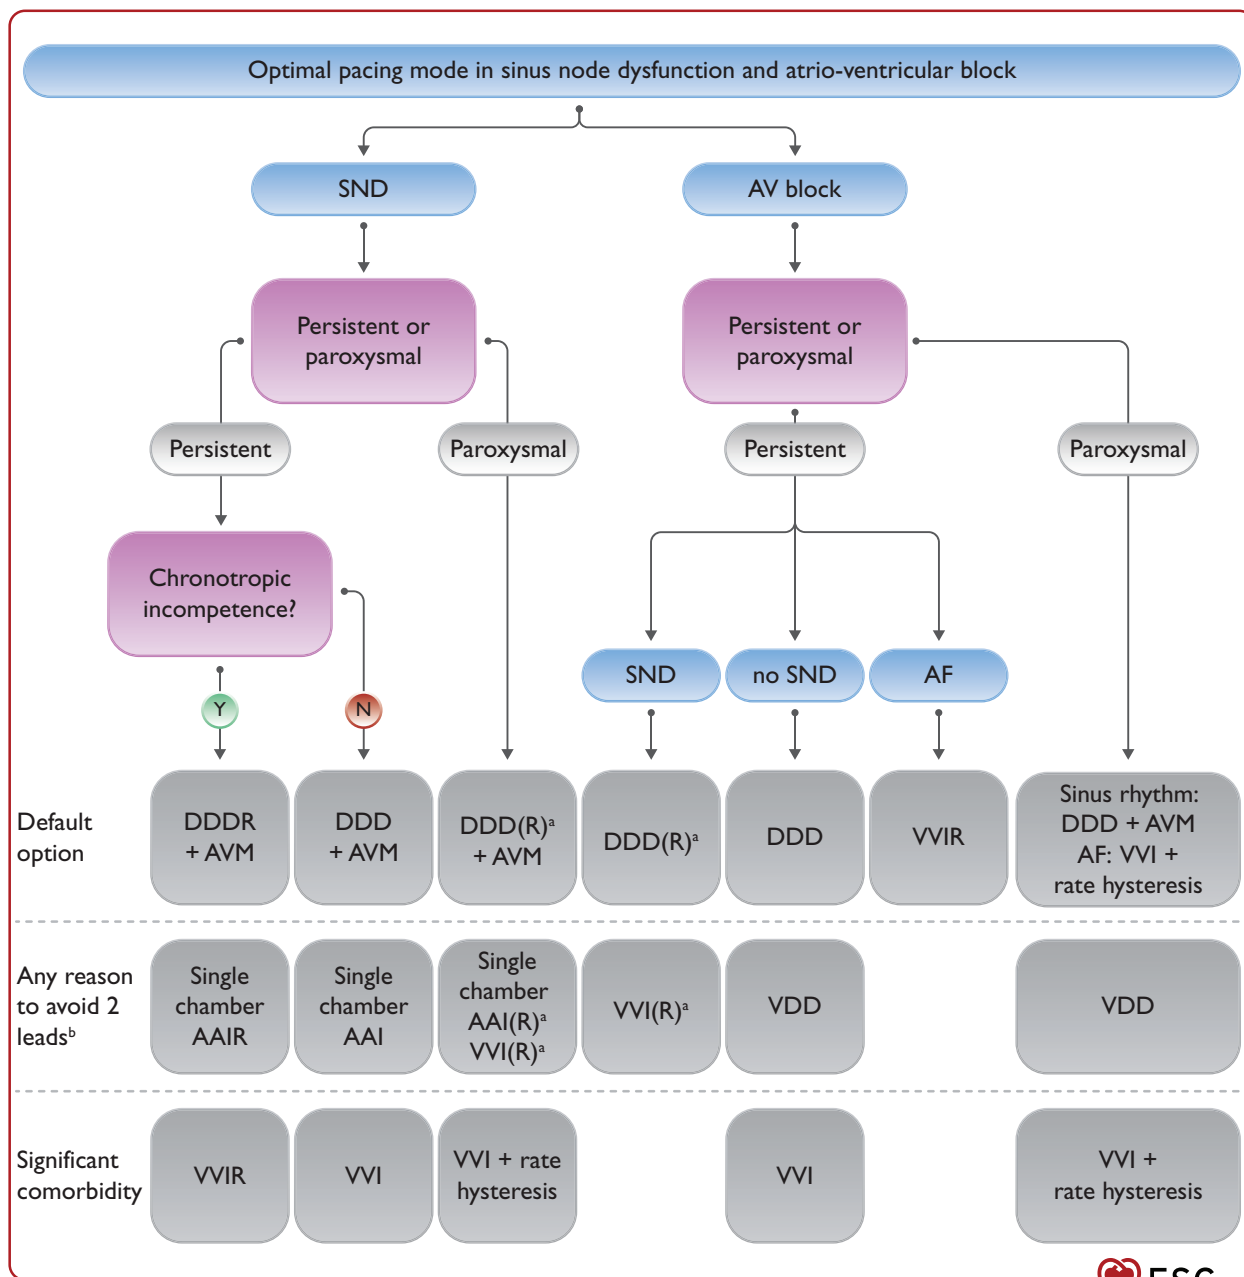 Optimal pacing mode in sinus node dysfunction and atrio-ventricular block
SND
AV block
Persistent or
paroxysmal
Persistent or
paroxysmal
Persistent
Paroxysmal
Persistent
Paroxysmal
Chronotropic
incompetence?
SND
no SND
AF
Y
N
Default
option
DDDR
+ AVM
DDD
+ AVM
DDD(R)ᵃ
+ AVM
DDD(R)ᵃ
DDD
VVIR
Sinus rhythm:
DDD + AVM
AF: VVI +
rate hysteresis
Any reason
to avoid 2
leadsᵇ
Single
chamber
AAIR
Single
chamber
AAI
Single
chamber
AAI(R)ᵃ
VVI(R)ᵃ
VVI(R)ᵃ
VDD
VDD
Significant
comorbidity
VVIR
VVI
VVI + rate
hysteresis
VVI
VVI +
rate hysteresis
ESC